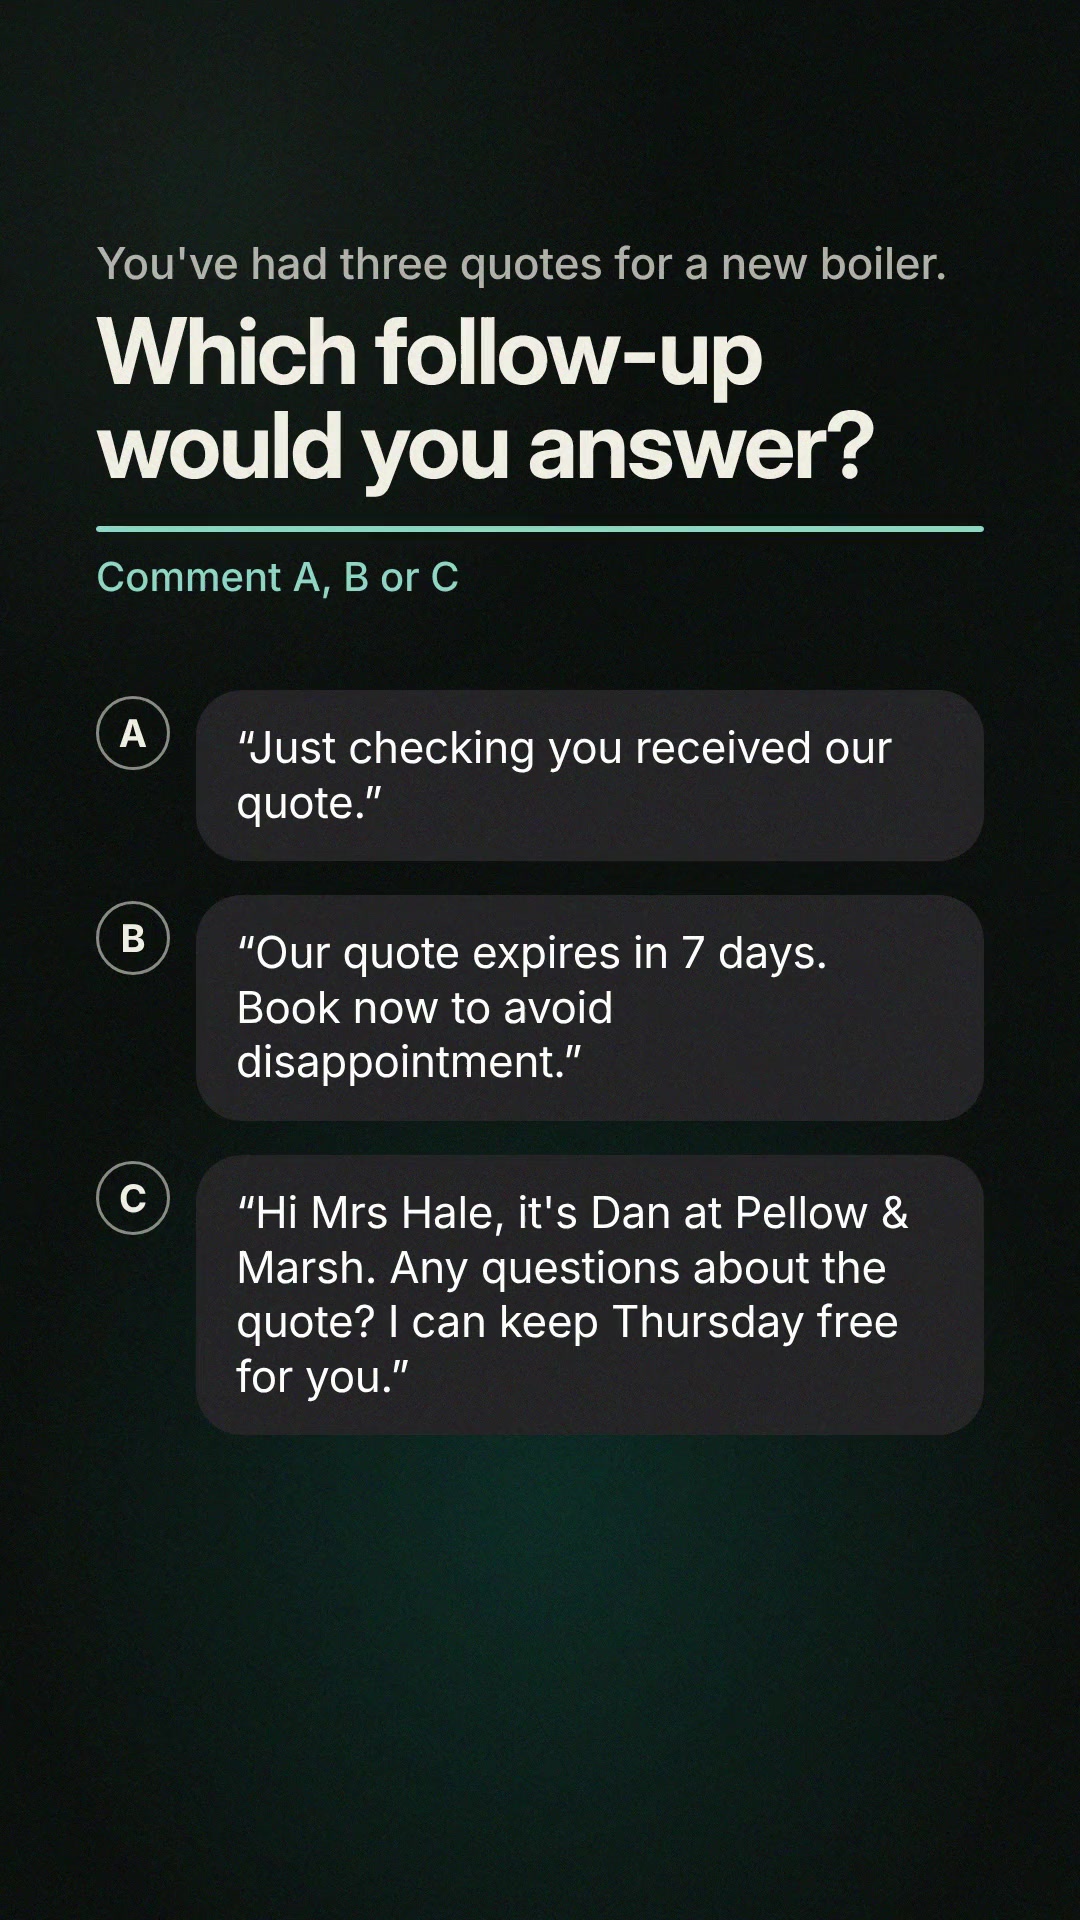 You've had three quotes for a new boiler.
Which follow-up
would you answer?
Comment A, B or C
A
“Just checking you received our
quote.”
B
“Our quote expires in 7 days.
Book now to avoid
disappointment.”
C
“Hi Mrs Hale, it's Dan at Pellow &
Marsh. Any questions about the
quote? I can keep Thursday free
for you.”